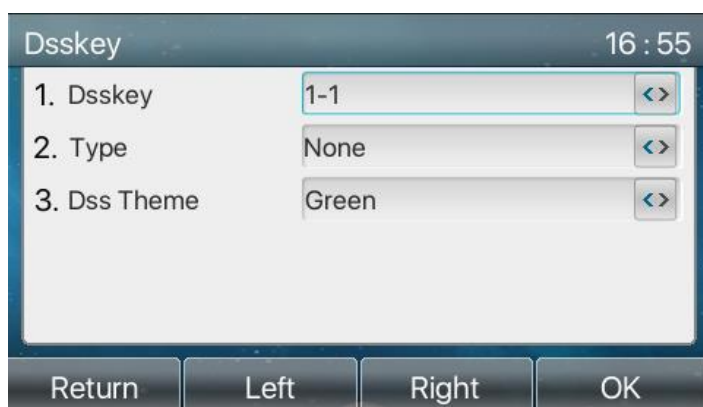 Dsskey 16 : 55
1. Dsskey 1-1 <>
2. Type None <>
3. Dss Theme Green <>
Return Left Right OK